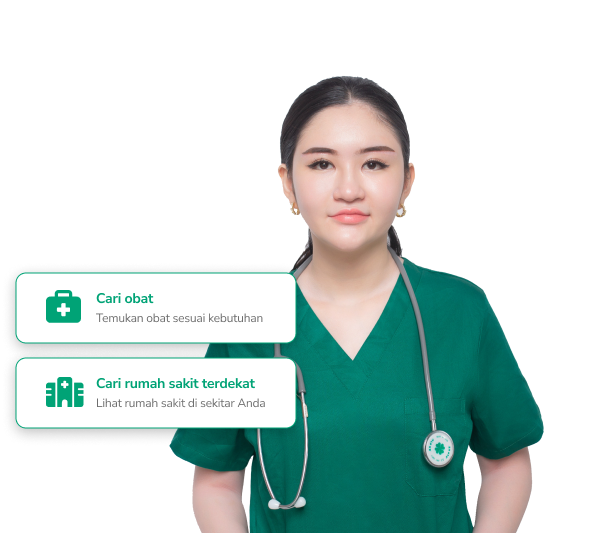 Cari obat
Temukan obat sesuai kebutuhan
Cari rumah sakit terdekat
Lihat rumah sakit di sekitar Anda